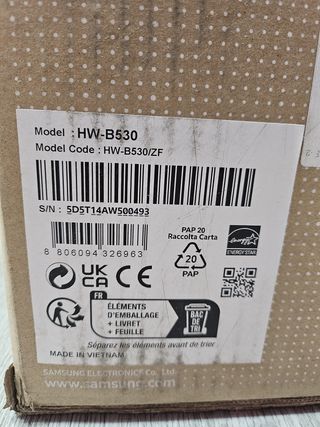 Model : HW-B530
Model Code : HW-B530/ZF
S/N : 5D5T14AW500493
8 806094 326963
PAP 20
Raccolta Carta
20
PAP
ENERGY STAR
UK
CA
CE
FR
ÉLÉMENTS
D'EMBALLAGE
+ LIVRET
+ FEUILLE
BAC
DE
TRI
Séparez les éléments avant de trier
MADE IN VIETNAM
SAMSUNG ELECTRONICS Co., Ltd.
www.samsung.com